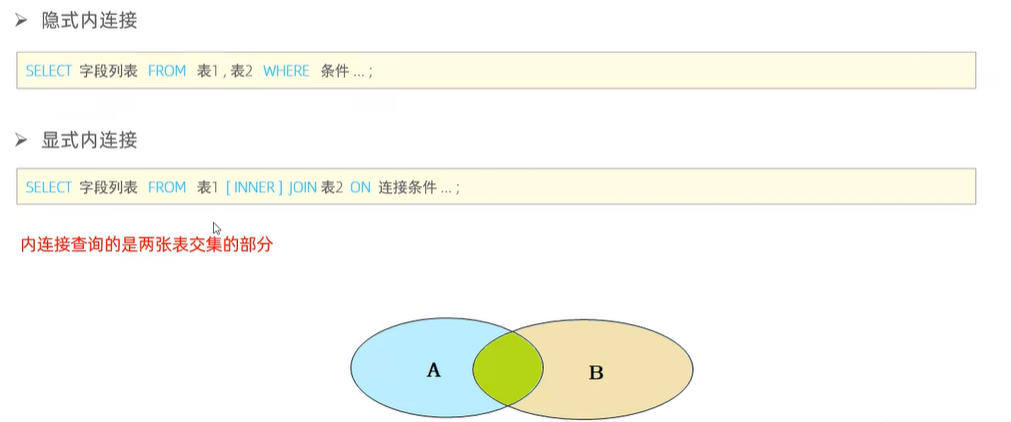 隐式内连接
SELECT 字段列表 FROM 表1 , 表2 WHERE 条件 ... ;
显式内连接
SELECT 字段列表 FROM 表1 [ INNER ] JOIN 表2 ON 连接条件 ... ;
内连接查询的是两张表交集的部分
A B